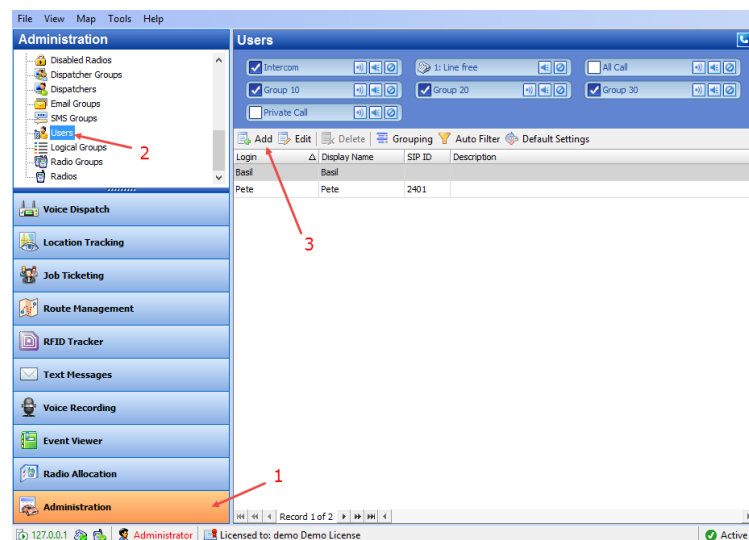 File View Map Tools Help
Administration
Disabled Radios
Dispatcher Groups
Dispatchers
Email Groups
SMS Groups
Users
Logical Groups
Radio Groups
Radios
2
Voice Dispatch
Location Tracking
Job Ticketing
Route Management
RFID Tracker
Text Messages
Voice Recording
Event Viewer
Radio Allocation
Administration
1
Users
Intercom
1: Line free
All Call
Group 10
Group 20
Group 30
Private Call
Add Edit Delete Grouping Auto Filter Default Settings
Login Display Name SIP ID Description
Basil Basil
Pete Pete 2401
3
Record 1 of 2
127.0.0.1 Administrator Licensed to: demo Demo License Active